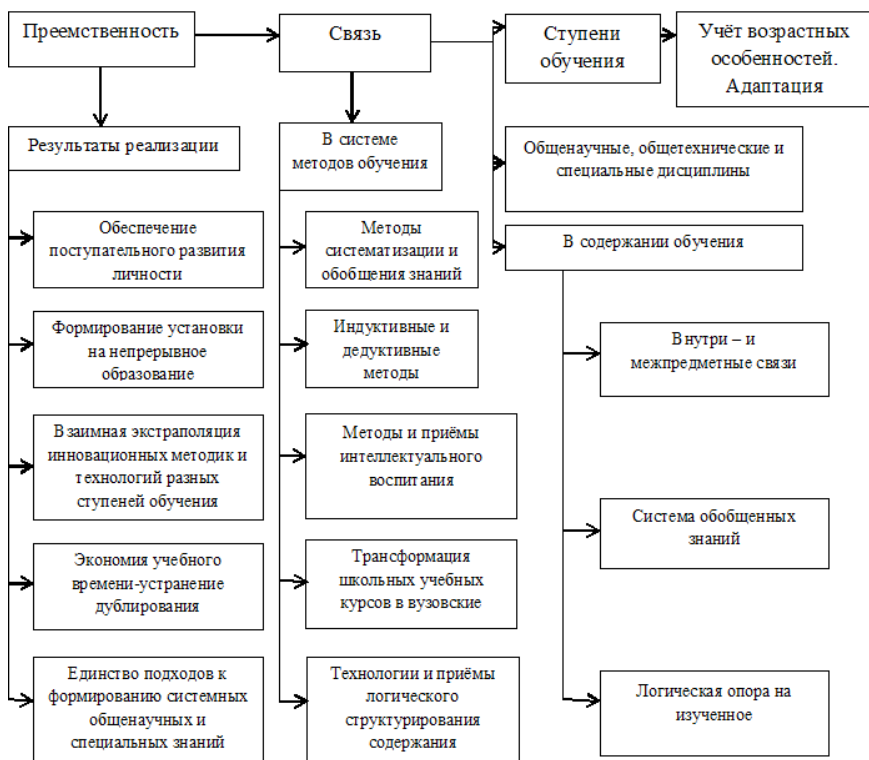 Преемственность
Связь
Ступени
обучения
Учёт возрастных
особенностей.
Адаптация
Результаты реализации
В системе
методов обучения
Общенаучные, общетехнические и
специальные дисциплины
В содержании обучения
Обеспечение
поступательного развития
личности
Методы
систематизации и
обобщения знаний
Формирование установки
на непрерывное
образование
Индуктивные и
дедуктивные
методы
Внутри – и
межпредметные связи
Взаимная экстраполяция
инновационных методик и
технологий разных
ступеней обучения
Методы и приёмы
интеллектуального
воспитания
Система обобщенных
знаний
Экономия учебного
времени-устранение
дублирования
Трансформация
школьных учебных
курсов в вузовские
Единство подходов к
формированию системных
общенаучных и
специальных знаний
Технологии и приёмы
логического
структурирования
содержания
Логическая опора на
изученное